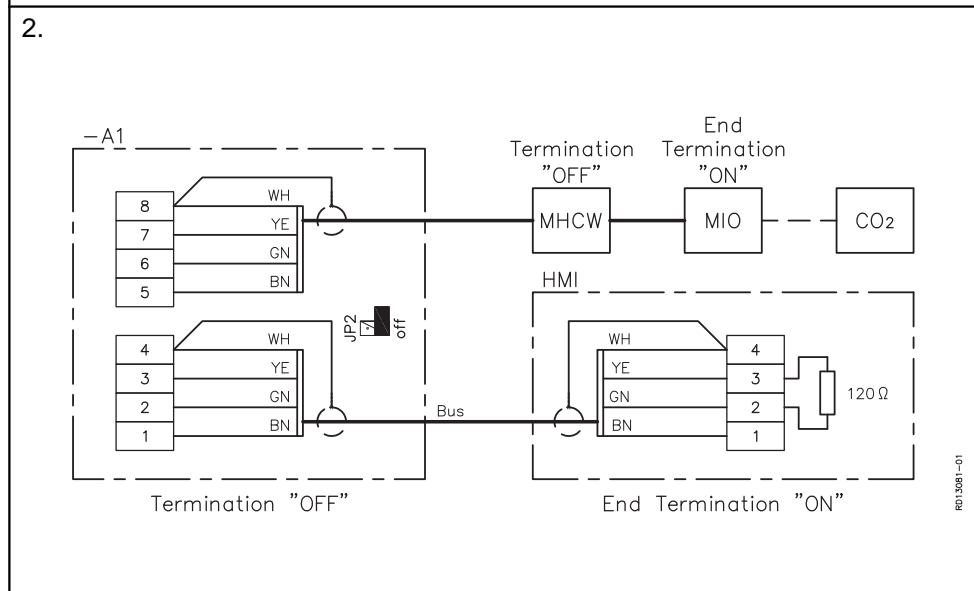 2.
-A1
8
7
6
5
WH
YE
GN
BN
JP2
off
4
3
2
1
WH
YE
GN
BN
Termination "OFF"
Bus
Termination
"OFF"
MHCW
End
Termination
"ON"
MIO
CO2
HMI
WH
YE
GN
BN
4
3
2
1
120 Ω
End Termination "ON"
RD13081-01